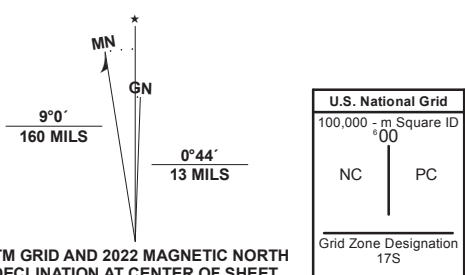 ★
MN
GN
9°0´
160 MILS
0°44´
13 MILS
TM GRID AND 2022 MAGNETIC NORTH
DECLINATION AT CENTER OF SHEET
U.S. National Grid
100,000 - m Square ID
⁶00
NC
PC
Grid Zone Designation
17S